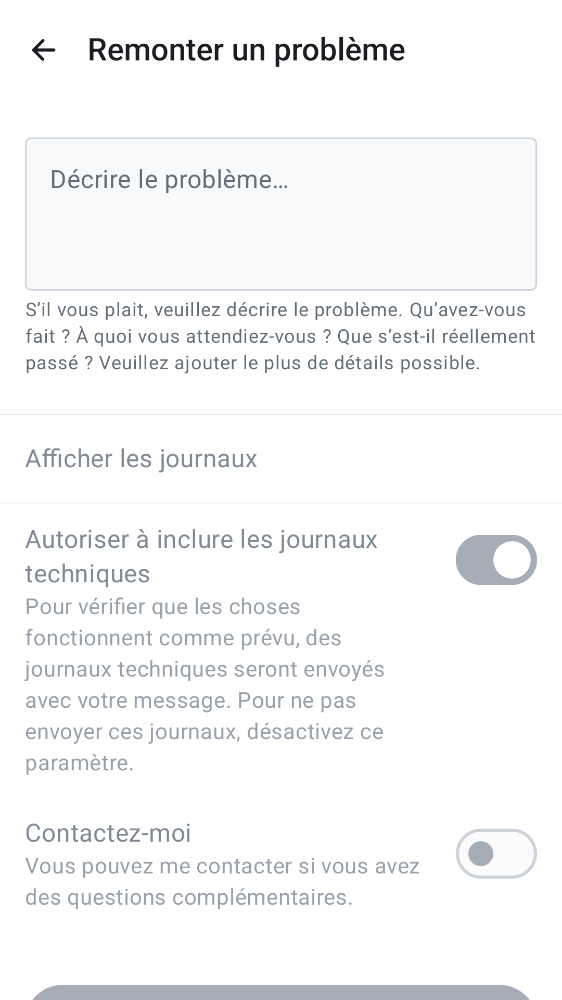 Remonter un problème
Décrire le problème…
S’il vous plait, veuillez décrire le problème. Qu’avez-vous
fait ? À quoi vous attendiez-vous ? Que s’est-il réellement
passé ? Veuillez ajouter le plus de détails possible.
Afficher les journaux
Autoriser à inclure les journaux
techniques
Pour vérifier que les choses
fonctionnent comme prévu, des
journaux techniques seront envoyés
avec votre message. Pour ne pas
envoyer ces journaux, désactivez ce
paramètre.
Contactez-moi
Vous pouvez me contacter si vous avez
des questions complémentaires.